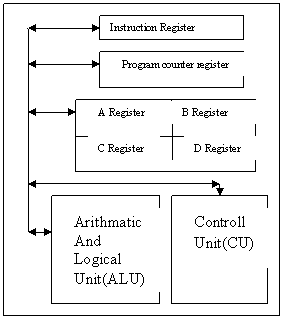 Instruction Register
Program counter register
A Register B Register
C Register D Register
Arithmatic
And
Logical
Unit(ALU)
Controll
Unit(CU)